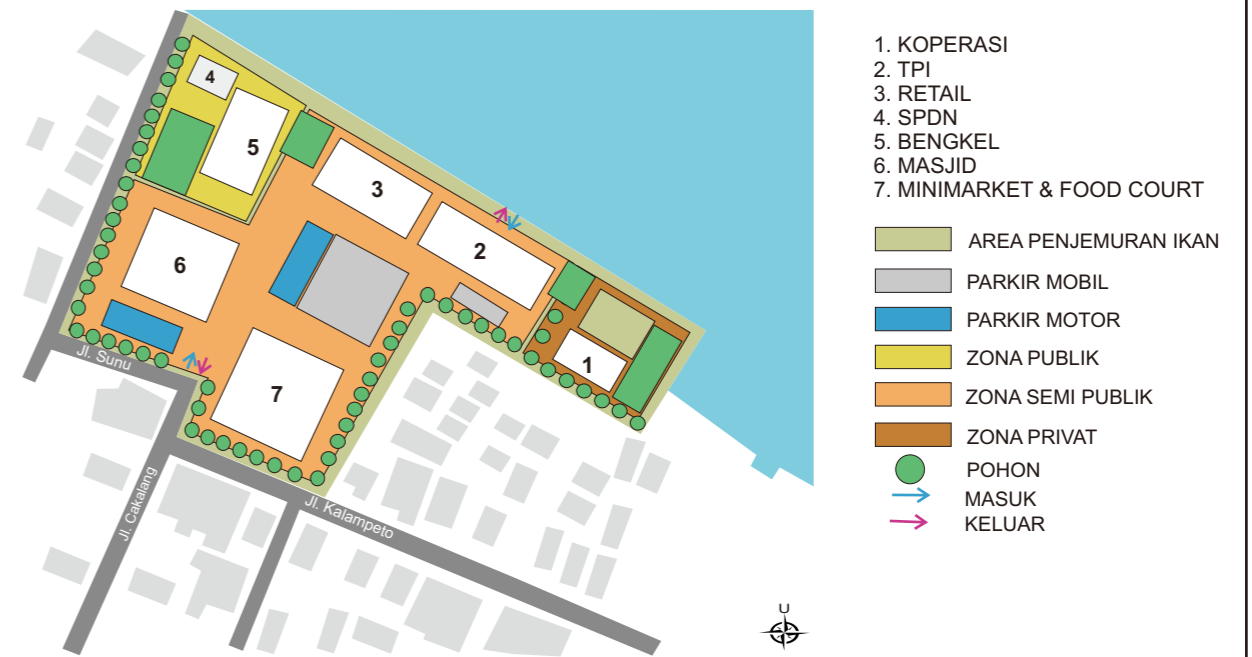 4
5
3
2
6
1
7
Jl. Sunu
Jl. Cakalang
Jl. Kalampeto
U
1. KOPERASI
2. TPI
3. RETAIL
4. SPDN
5. BENGKEL
6. MASJID
7. MINIMARKET & FOOD COURT
AREA PENJEMURAN IKAN
PARKIR MOBIL
PARKIR MOTOR
ZONA PUBLIK
ZONA SEMI PUBLIK
ZONA PRIVAT
POHON
MASUK
KELUAR